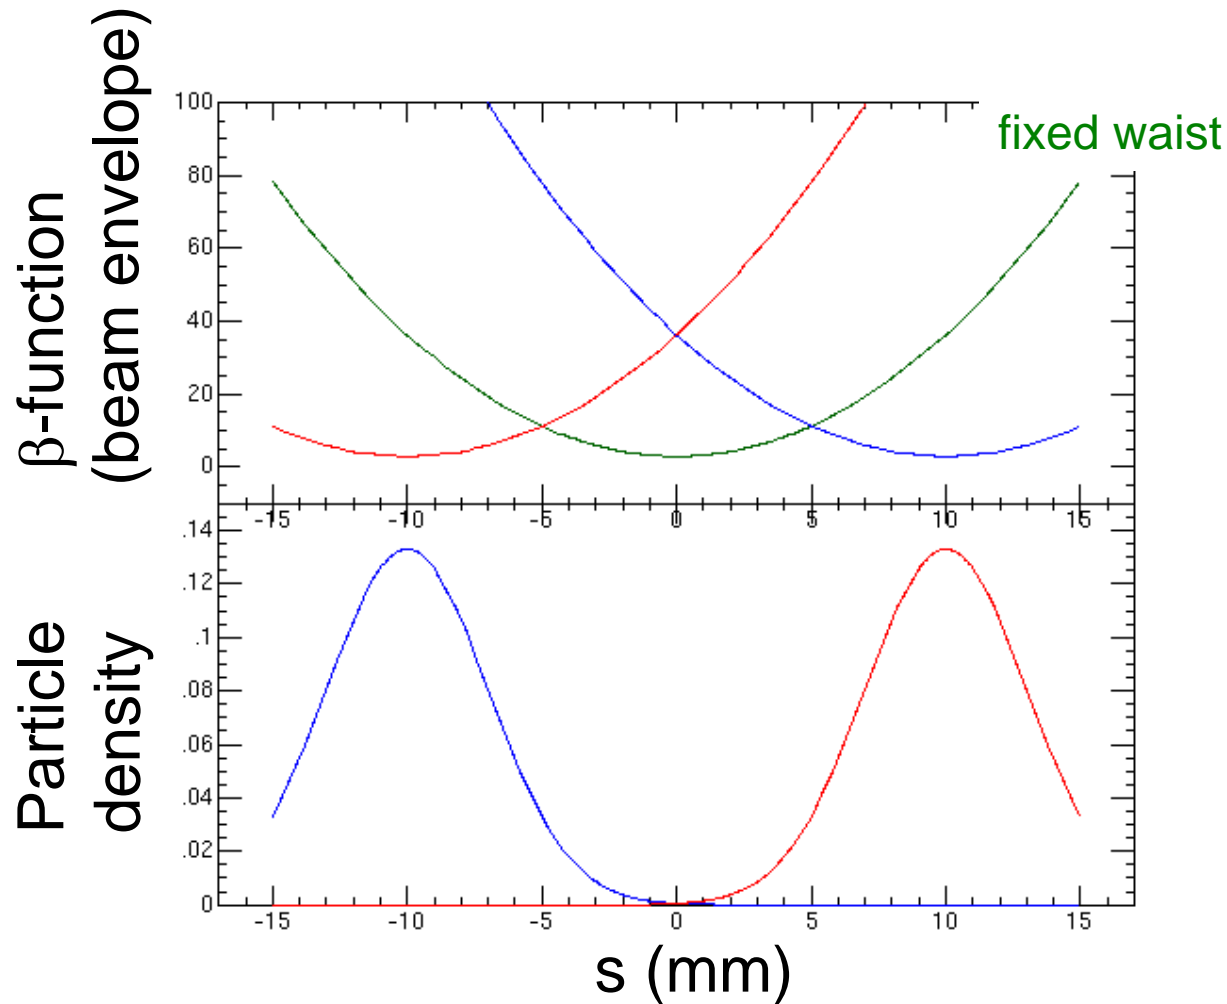 β-function
(beam envelope)
fixed waist
100
80
60
40
20
0
-15 -10 -5 0 5 10 15
Particle
density
.14
.12
.1
.08
.06
.04
.02
0
-15 -10 -5 0 5 10 15
s (mm)